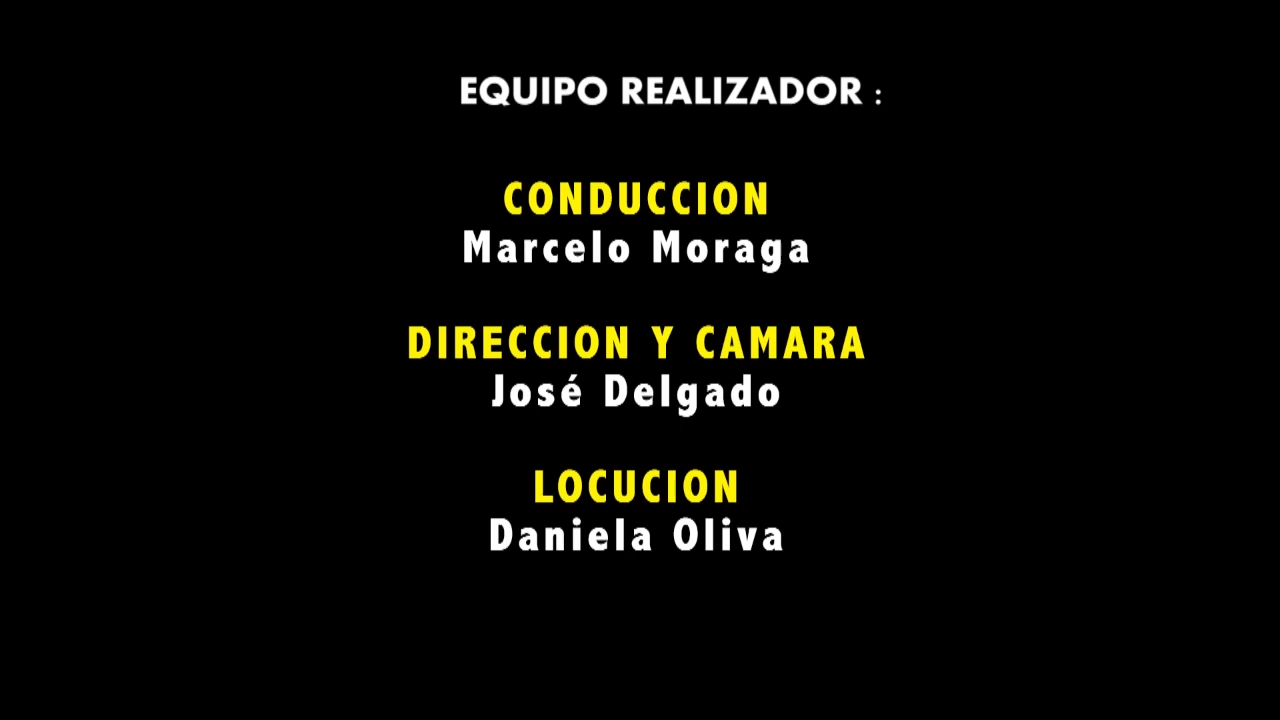 EQUIPO REALIZADOR :
CONDUCCION
Marcelo Moraga
DIRECCION Y CAMARA
José Delgado
LOCUCION
Daniela Oliva